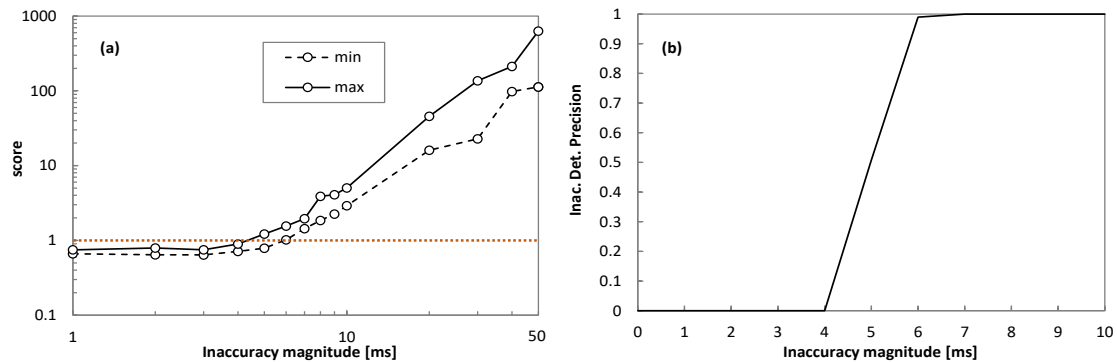 (a)
score
1000
100
10
1
0.1
min
max
1
10
50
Inaccuracy magnitude [ms]
(b)
Inac. Det. Precision
1
0.9
0.8
0.7
0.6
0.5
0.4
0.3
0.2
0.1
0
0 1 2 3 4 5 6 7 8 9 10
Inaccuracy magnitude [ms]